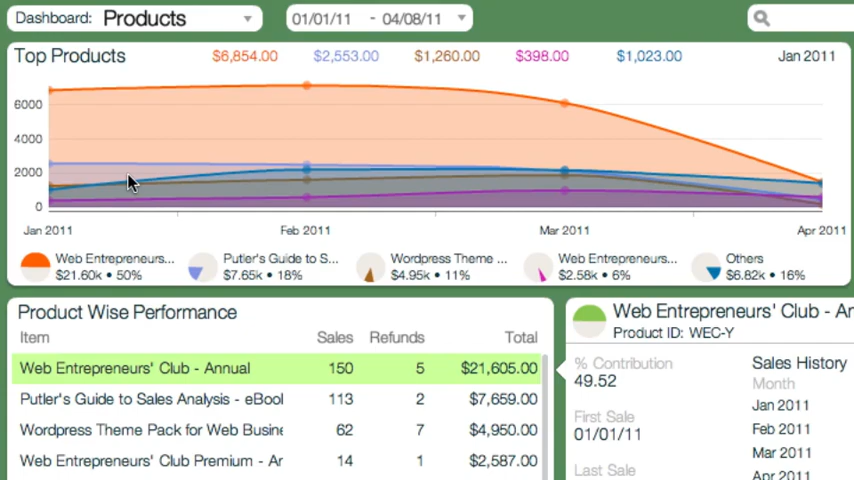 Dashboard: Products 01/01/11 - 04/08/11
Top Products $6,854.00 $2,553.00 $1,260.00 $398.00 $1,023.00 Jan 2011
6000
4000
2000
0
Jan 2011 Feb 2011 Mar 2011 Apr 2011
Web Entrepreneurs... Putler's Guide to S... Wordpress Theme ... Web Entrepreneurs... Others
$21.60k • 50% $7.65k • 18% $4.95k • 11% $2.58k • 6% $6.82k • 16%
Product Wise Performance
Item Sales Refunds Total
Web Entrepreneurs' Club - Annual 150 5 $21,605.00
Putler's Guide to Sales Analysis - eBool 113 2 $7,659.00
Wordpress Theme Pack for Web Busine 62 7 $4,950.00
Web Entrepreneurs' Club Premium - Ar 14 1 $2,587.00
Web Entrepreneurs' Club - Ar
Product ID: WEC-Y
% Contribution
49.52
First Sale
01/01/11
Last Sale
Sales History
Month
Jan 2011
Feb 2011
Mar 2011
Apr 2011